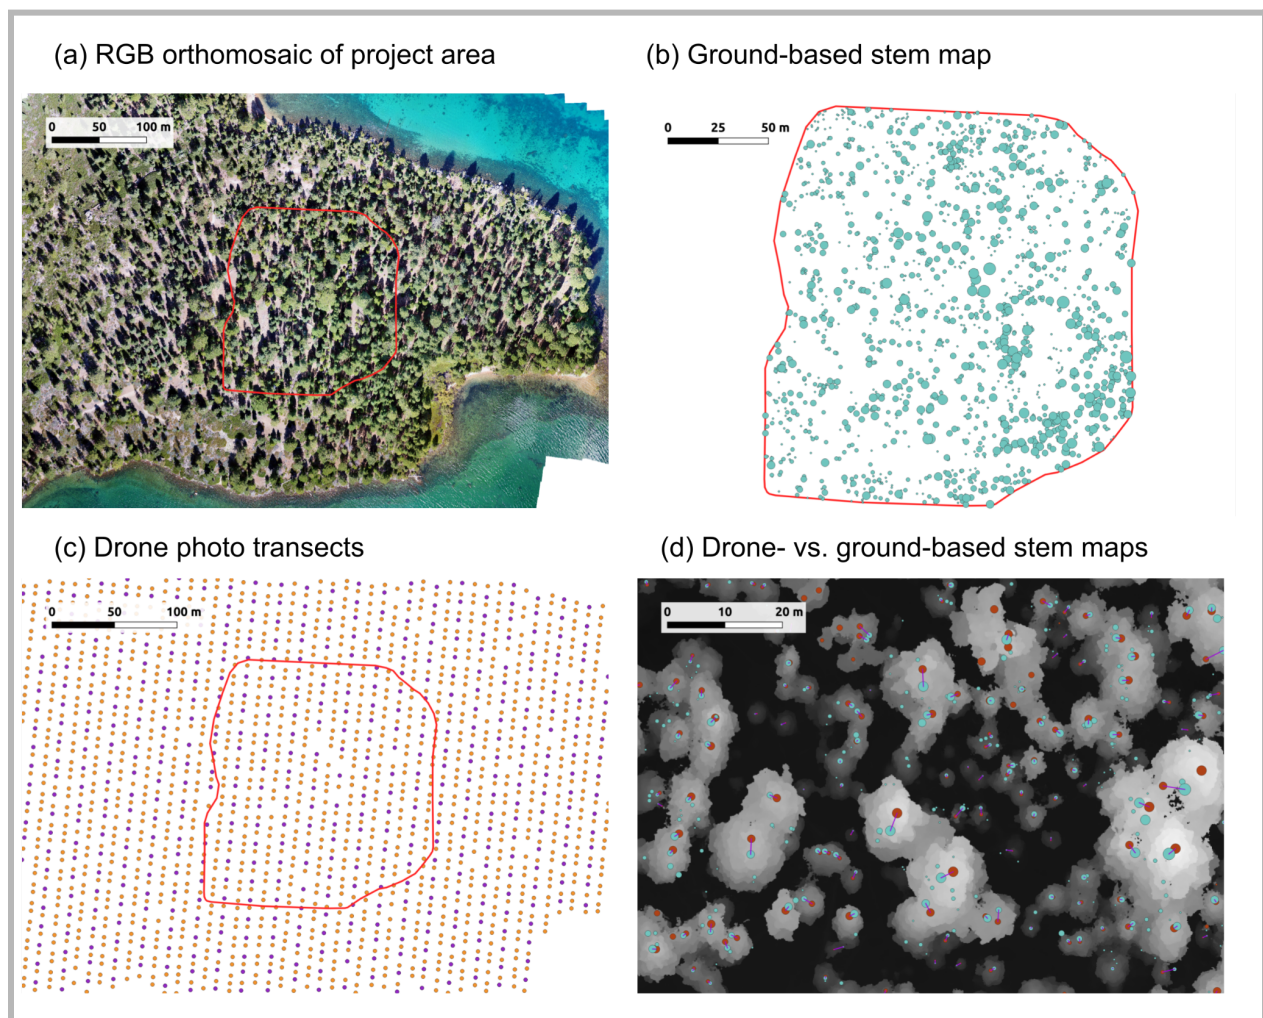 (a) RGB orthomosaic of project area
(b) Ground-based stem map
0 50 100 m
0 25 50 m
(c) Drone photo transects
(d) Drone- vs. ground-based stem maps
0 50 100 m
0 10 20 m